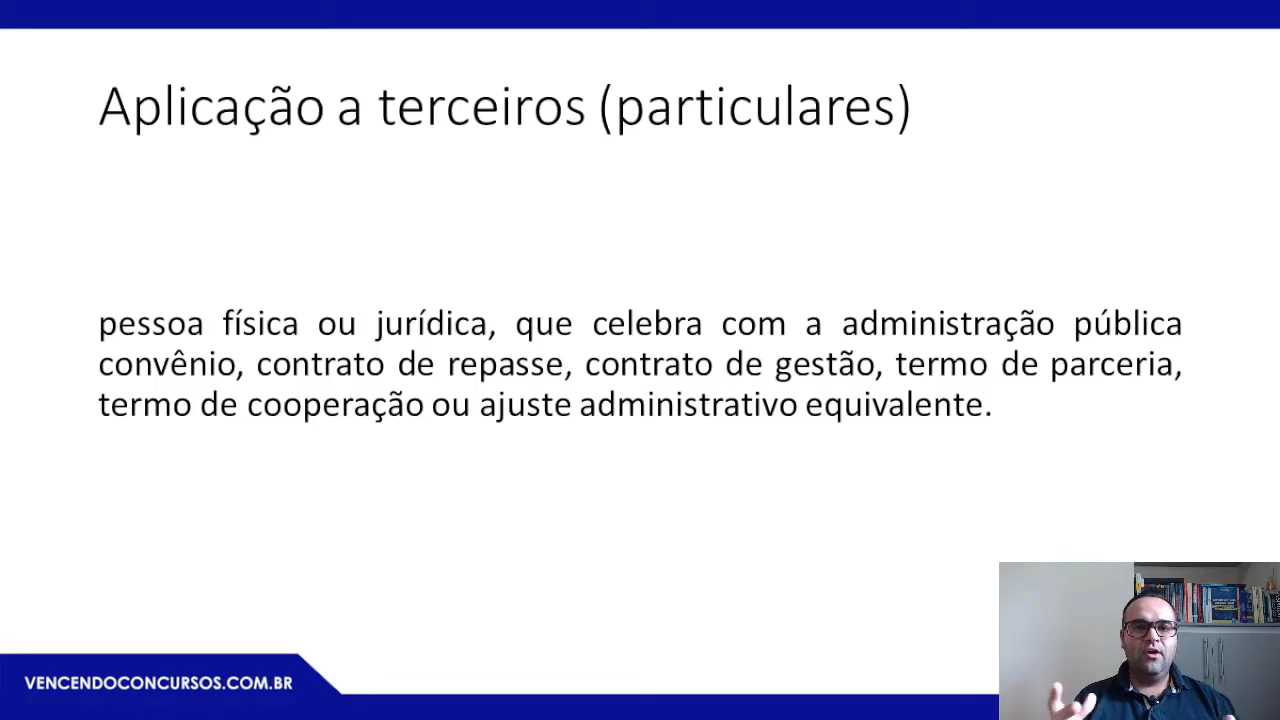 Aplicação a terceiros (particulares)
pessoa física ou jurídica, que celebra com a administração pública
convênio, contrato de repasse, contrato de gestão, termo de parceria,
termo de cooperação ou ajuste administrativo equivalente.
VENCENDOCONCURSOS.COM.BR